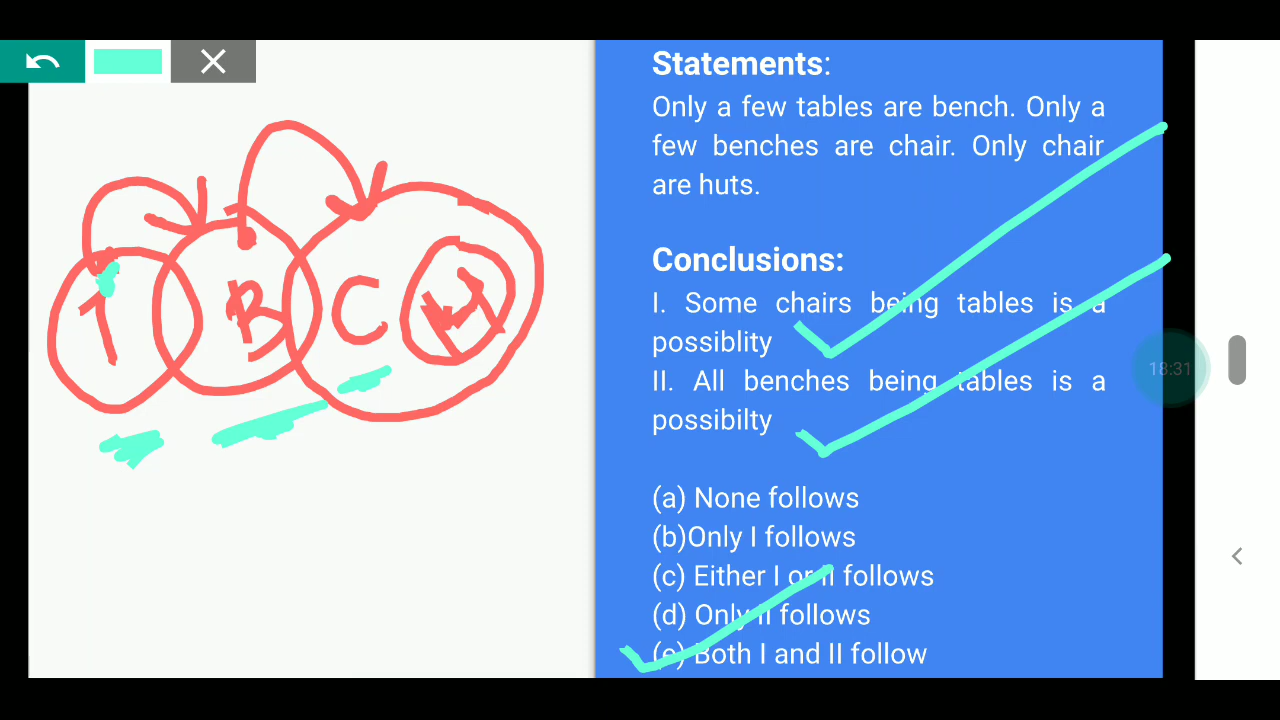 Statements:
Only a few tables are bench. Only a
few benches are chair. Only chair
are huts.
Conclusions:
I. Some chairs being tables is a
possiblity
II. All benches being tables is a
possibilty
(a) None follows
(b)Only I follows
(c) Either I or II follows
(d) Only II follows
(e) Both I and II follow
T B C H
18:31